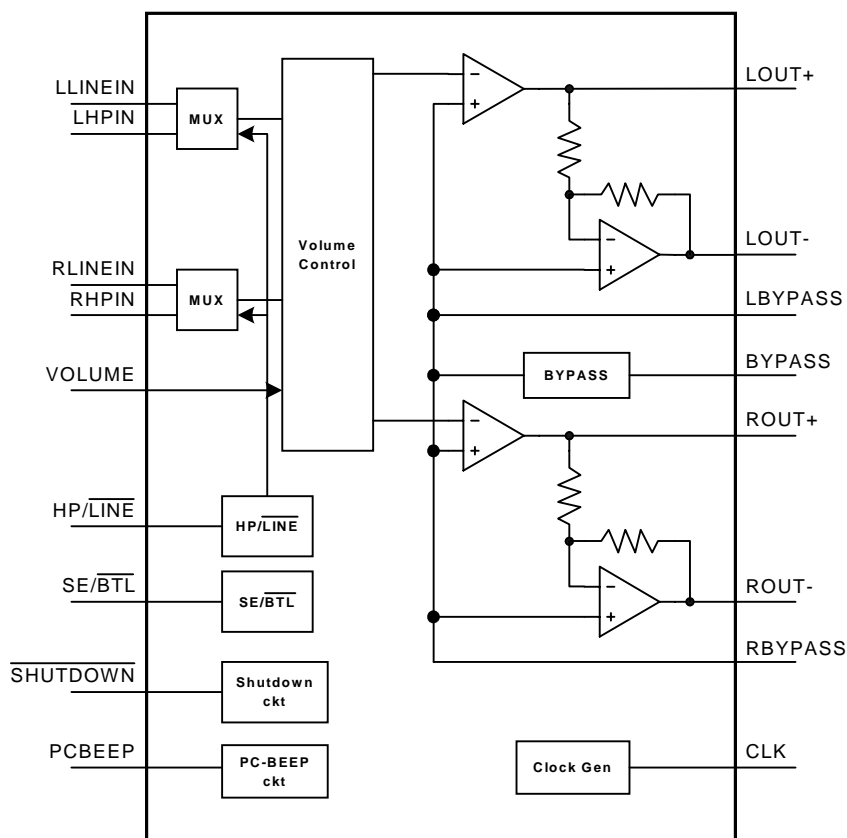 LLINEIN
LHPIN
MUX
RLINEIN
RHPIN
MUX
VOLUME
Volume
Control
HP/LINE
HP/LINE
SE/BTL
SE/BTL
SHUTDOWN
Shutdown
ckt
PCBEEP
PC-BEEP
ckt
−
+
LOUT+
−
+
LOUT-
LBYPASS
BYPASS
BYPASS
−
+
ROUT+
−
+
ROUT-
RBYPASS
Clock Gen
CLK